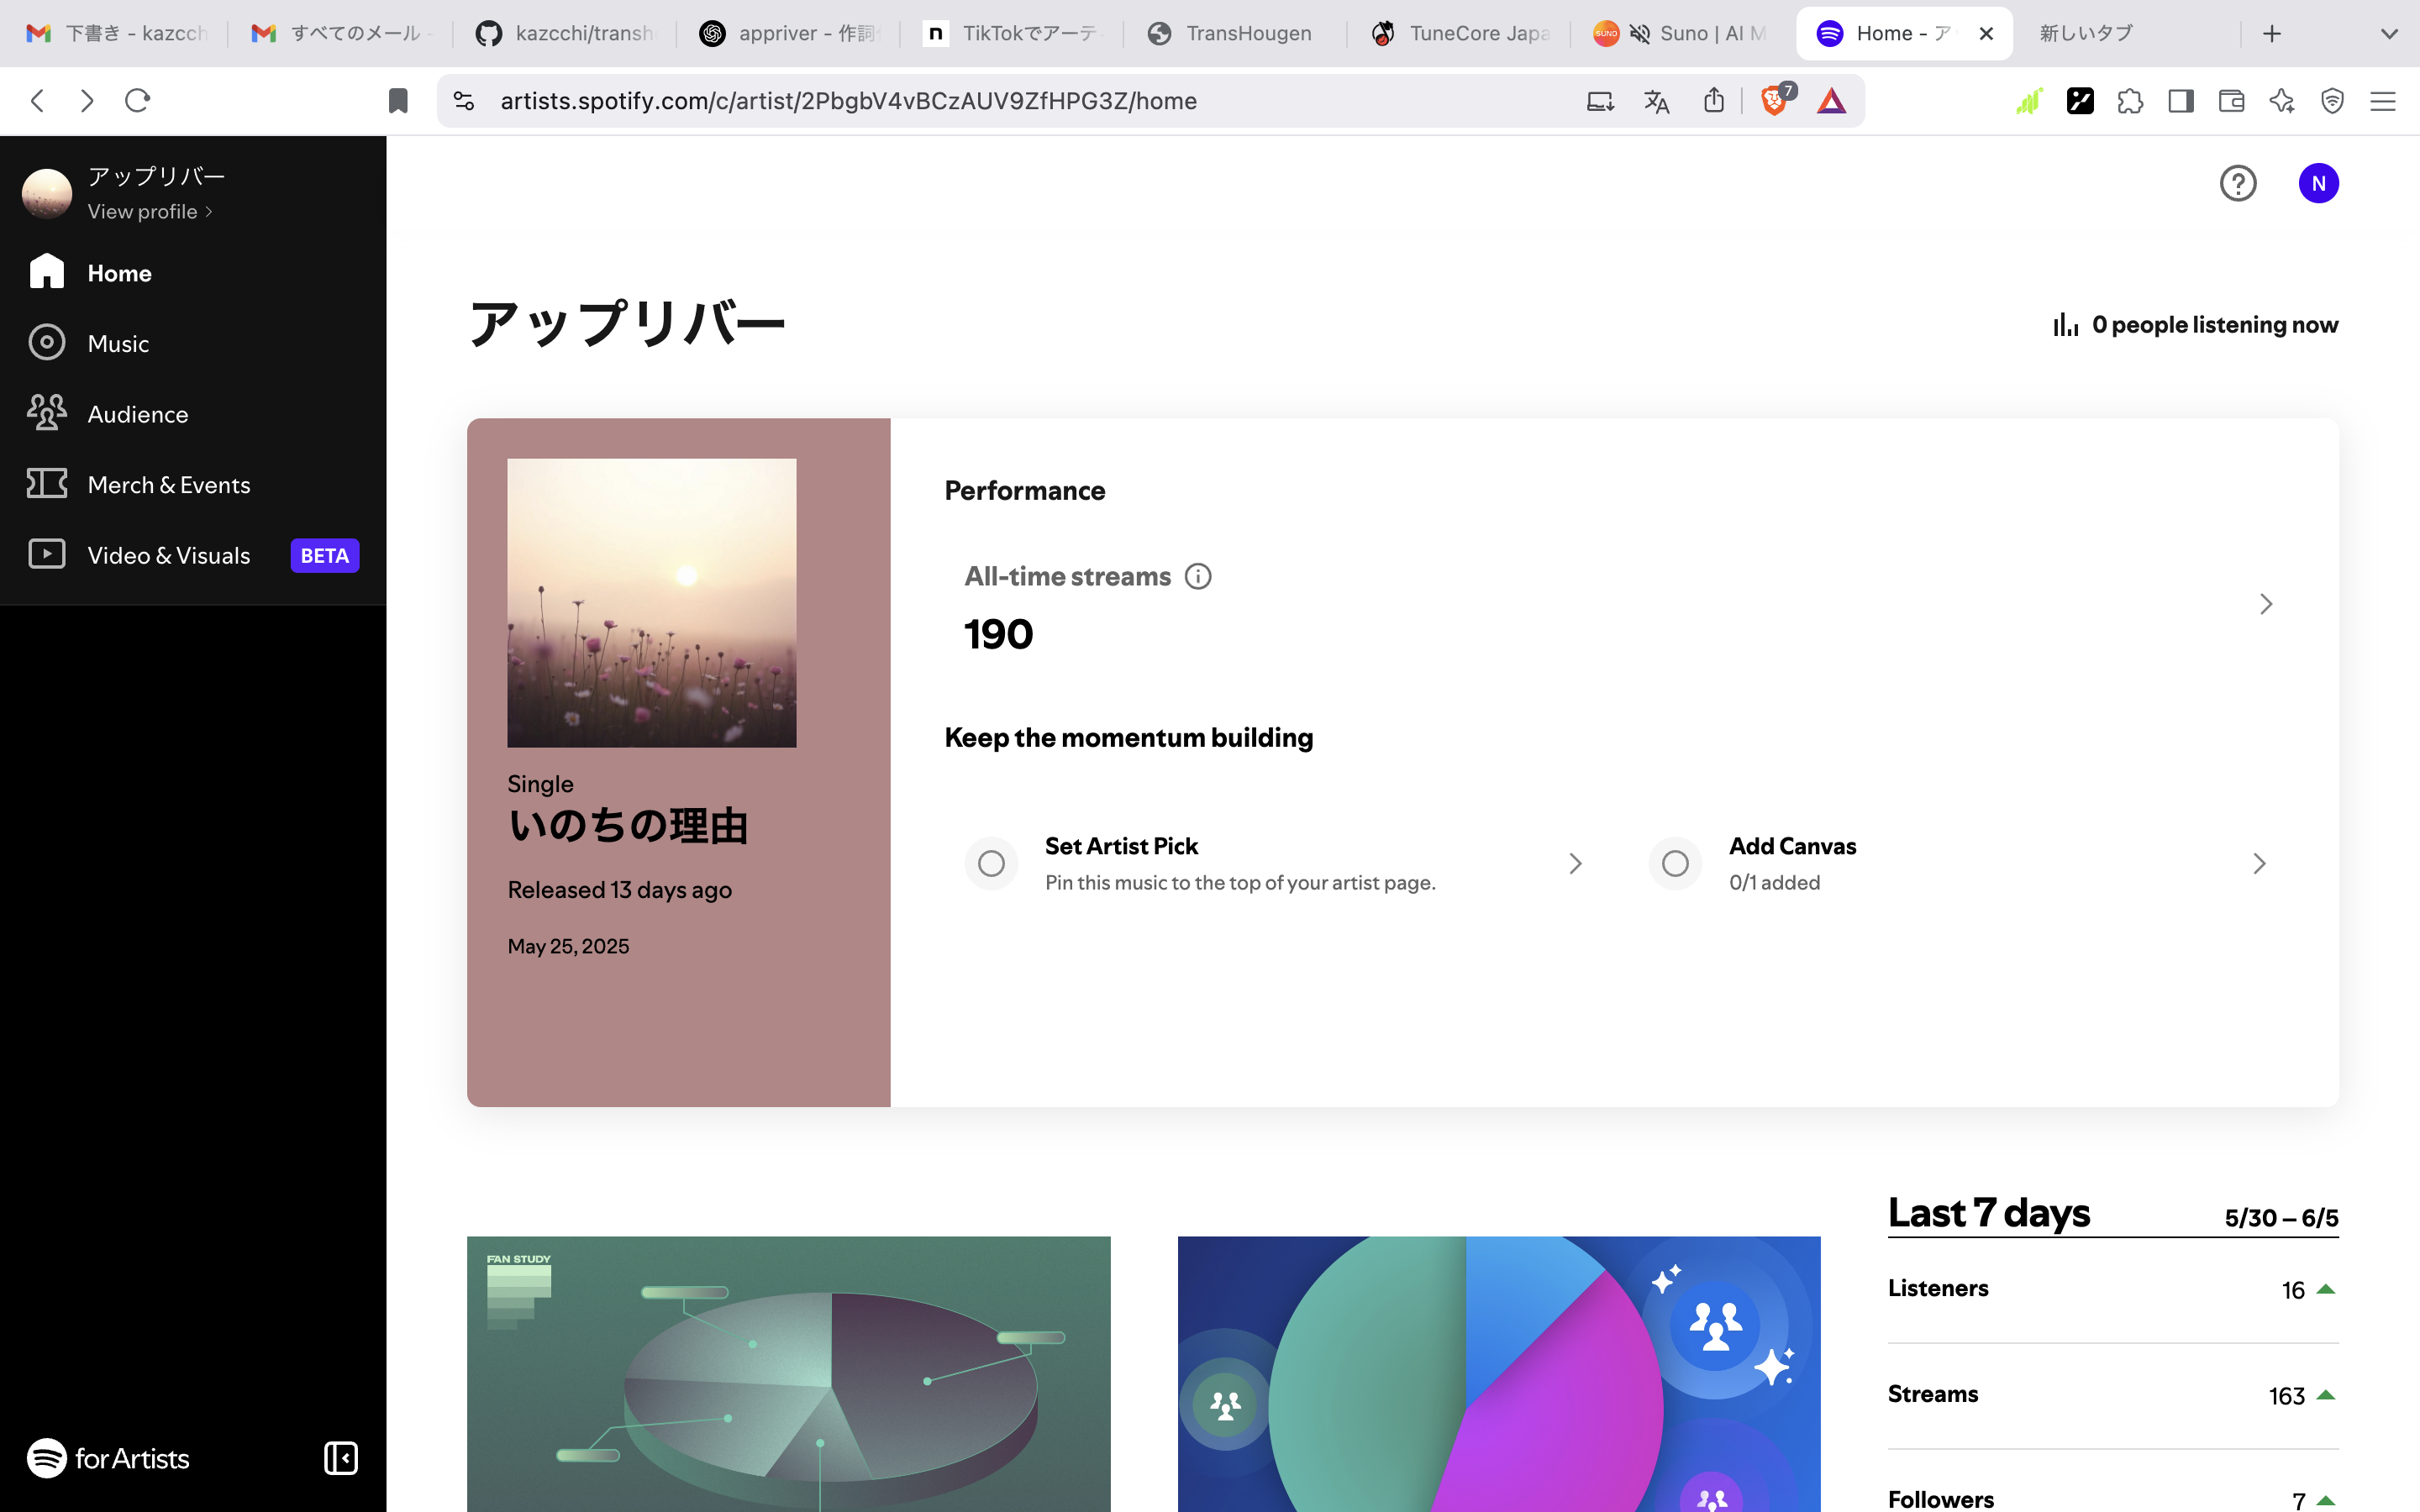 下書き - kazcch
すべてのメール -
kazcchi/transh
appriver - 作詞
n
TikTokでアーテ
TransHougen
TuneCore Japa
SUNO
Suno | AI M
Home - ア
新しいタブ
artists.spotify.com/c/artist/2PbgbV4vBCzAUV9ZfHPG3Z/home
7
アップリバー
View profile
Home
Music
Audience
Merch & Events
Video & Visuals
BETA
for Artists
N
アップリバー
0 people listening now
Single
いのちの理由
Released 13 days ago
May 25, 2025
Performance
All-time streams
190
Keep the momentum building
Set Artist Pick
Pin this music to the top of your artist page.
Add Canvas
0/1 added
FAN STUDY
Last 7 days
5/30 – 6/5
Listeners
16
Streams
163
Followers
7